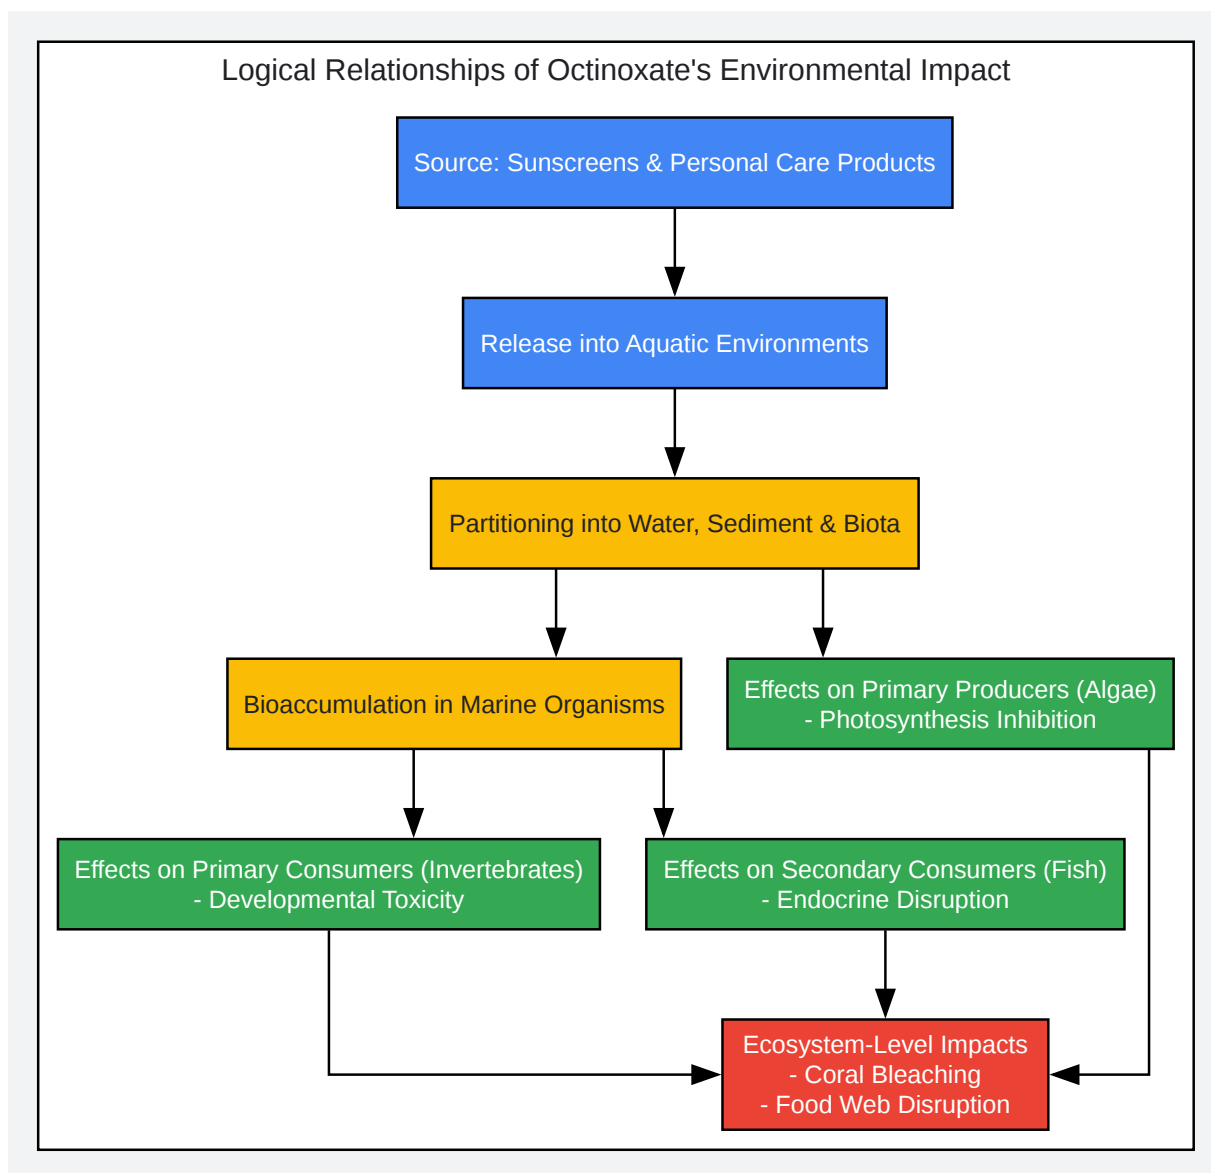 Logical Relationships of Octinoxate's Environmental Impact
Source: Sunscreens & Personal Care Products
Release into Aquatic Environments
Partitioning into Water, Sediment & Biota
Bioaccumulation in Marine Organisms
Effects on Primary Producers (Algae)
- Photosynthesis Inhibition
Effects on Primary Consumers (Invertebrates)
- Developmental Toxicity
Effects on Secondary Consumers (Fish)
- Endocrine Disruption
Ecosystem-Level Impacts
- Coral Bleaching
- Food Web Disruption